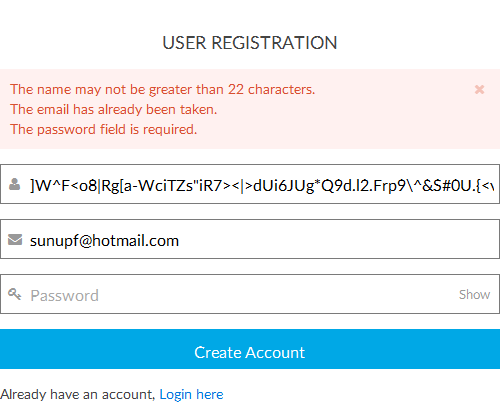 USER REGISTRATION
The name may not be greater than 22 characters.
The email has already been taken.
The password field is required.
]W^F<o8|Rg[a-WciTZs"iR7><|>dUi6JUg*Q9d.l2.Frp9\^&S#0U.{<v
sunupf@hotmail.com
Password Show
Create Account
Already have an account, Login here